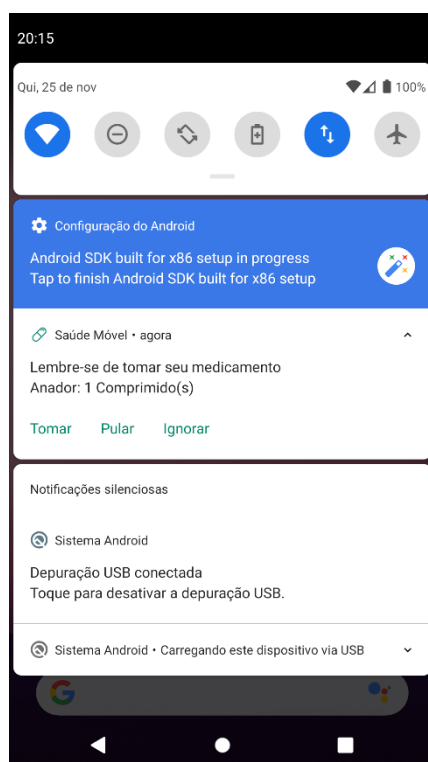 20:15
Qui, 25 de nov
100%
Configuração do Android
Android SDK built for x86 setup in progress
Tap to finish Android SDK built for x86 setup
Saúde Móvel • agora
Lembre-se de tomar seu medicamento
Anador: 1 Comprimido(s)
Tomar Pular Ignorar
Notificações silenciosas
Sistema Android
Depuração USB conectada
Toque para desativar a depuração USB.
Sistema Android • Carregando este dispositivo via USB
G